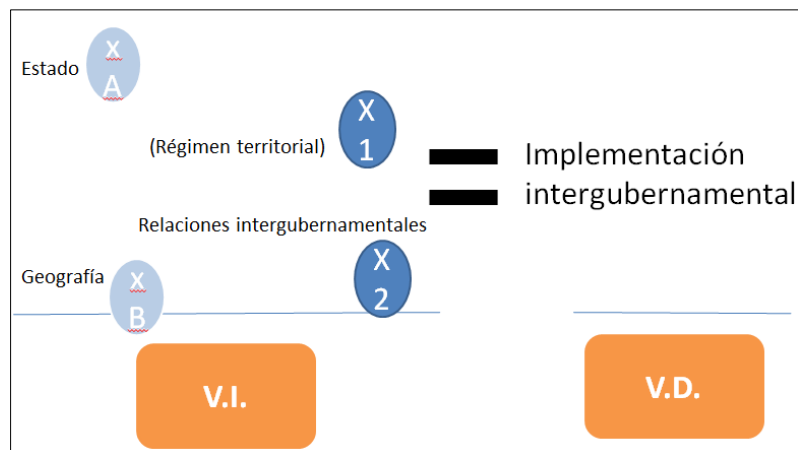 x
Estado
A
X
1
(Régimen territorial)
Implementación
intergubernamental
Relaciones intergubernamentales
X
2
Geografía
x
B
V.I.
V.D.